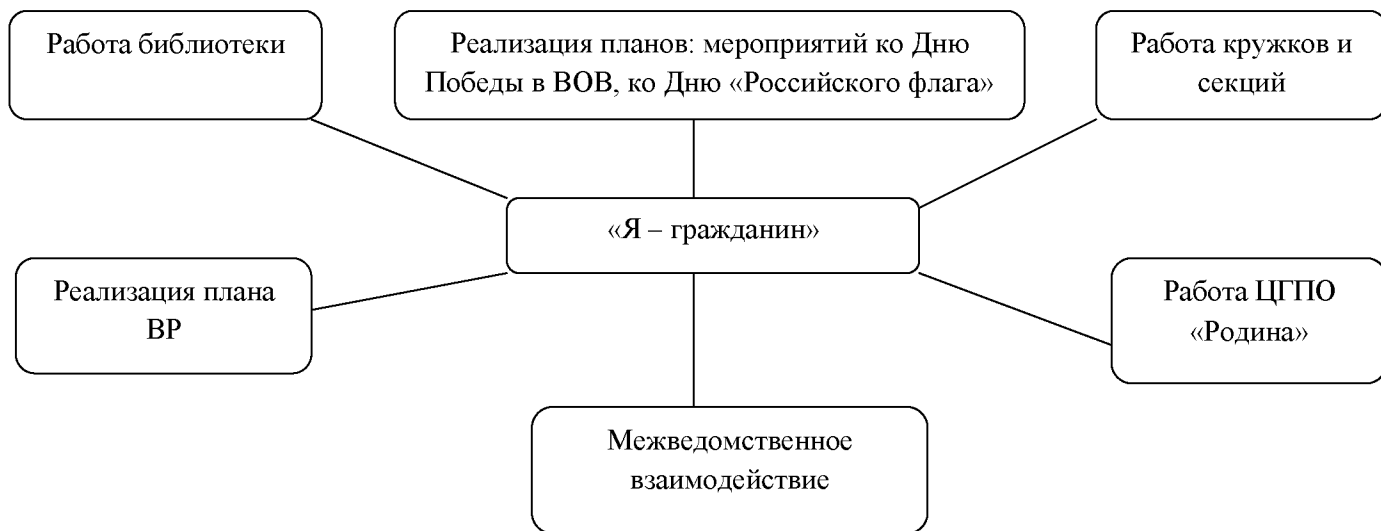 Работа библиотеки
Реализация планов: мероприятий ко Дню
Победы в ВОВ, ко Дню «Российского флага»
Работа кружков и
секций
«Я – гражданин»
Реализация плана
ВР
Работа ЦГПО
«Родина»
Межведомственное
взаимодействие